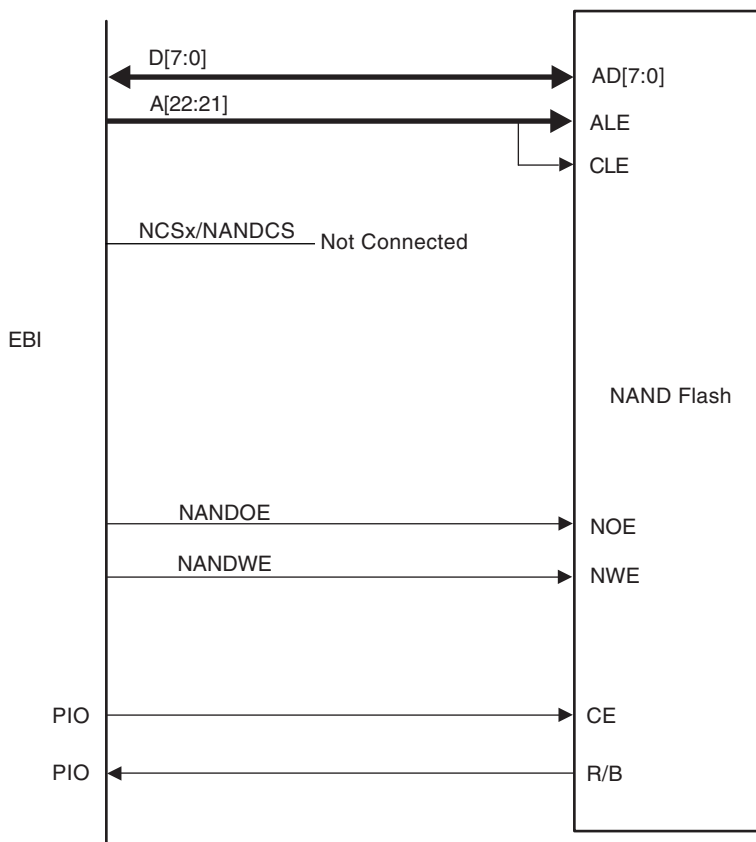 D[7:0]
AD[7:0]
A[22:21]
ALE
CLE
NCSx/NANDCS
Not Connected
EBI
NAND Flash
NANDOE
NOE
NANDWE
NWE
PIO
CE
PIO
R/B